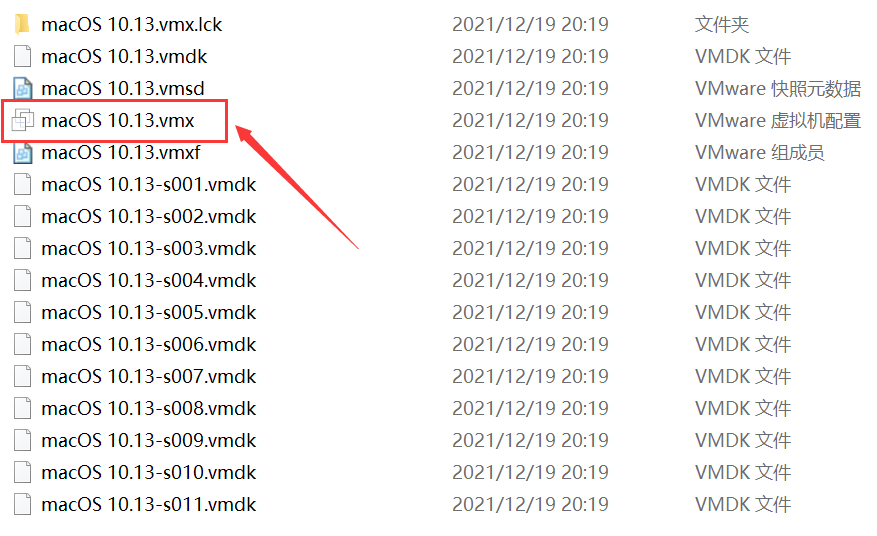 macOS 10.13.vmx.lck 2021/12/19 20:19 文件夹
macOS 10.13.vmdk 2021/12/19 20:19 VMDK 文件
macOS 10.13.vmsd 2021/12/19 20:19 VMware 快照元数据
macOS 10.13.vmx 2021/12/19 20:19 VMware 虚拟机配置
macOS 10.13.vmxf 2021/12/19 20:19 VMware 组成员
macOS 10.13-s001.vmdk 2021/12/19 20:19 VMDK 文件
macOS 10.13-s002.vmdk 2021/12/19 20:19 VMDK 文件
macOS 10.13-s003.vmdk 2021/12/19 20:19 VMDK 文件
macOS 10.13-s004.vmdk 2021/12/19 20:19 VMDK 文件
macOS 10.13-s005.vmdk 2021/12/19 20:19 VMDK 文件
macOS 10.13-s006.vmdk 2021/12/19 20:19 VMDK 文件
macOS 10.13-s007.vmdk 2021/12/19 20:19 VMDK 文件
macOS 10.13-s008.vmdk 2021/12/19 20:19 VMDK 文件
macOS 10.13-s009.vmdk 2021/12/19 20:19 VMDK 文件
macOS 10.13-s010.vmdk 2021/12/19 20:19 VMDK 文件
macOS 10.13-s011.vmdk 2021/12/19 20:19 VMDK 文件